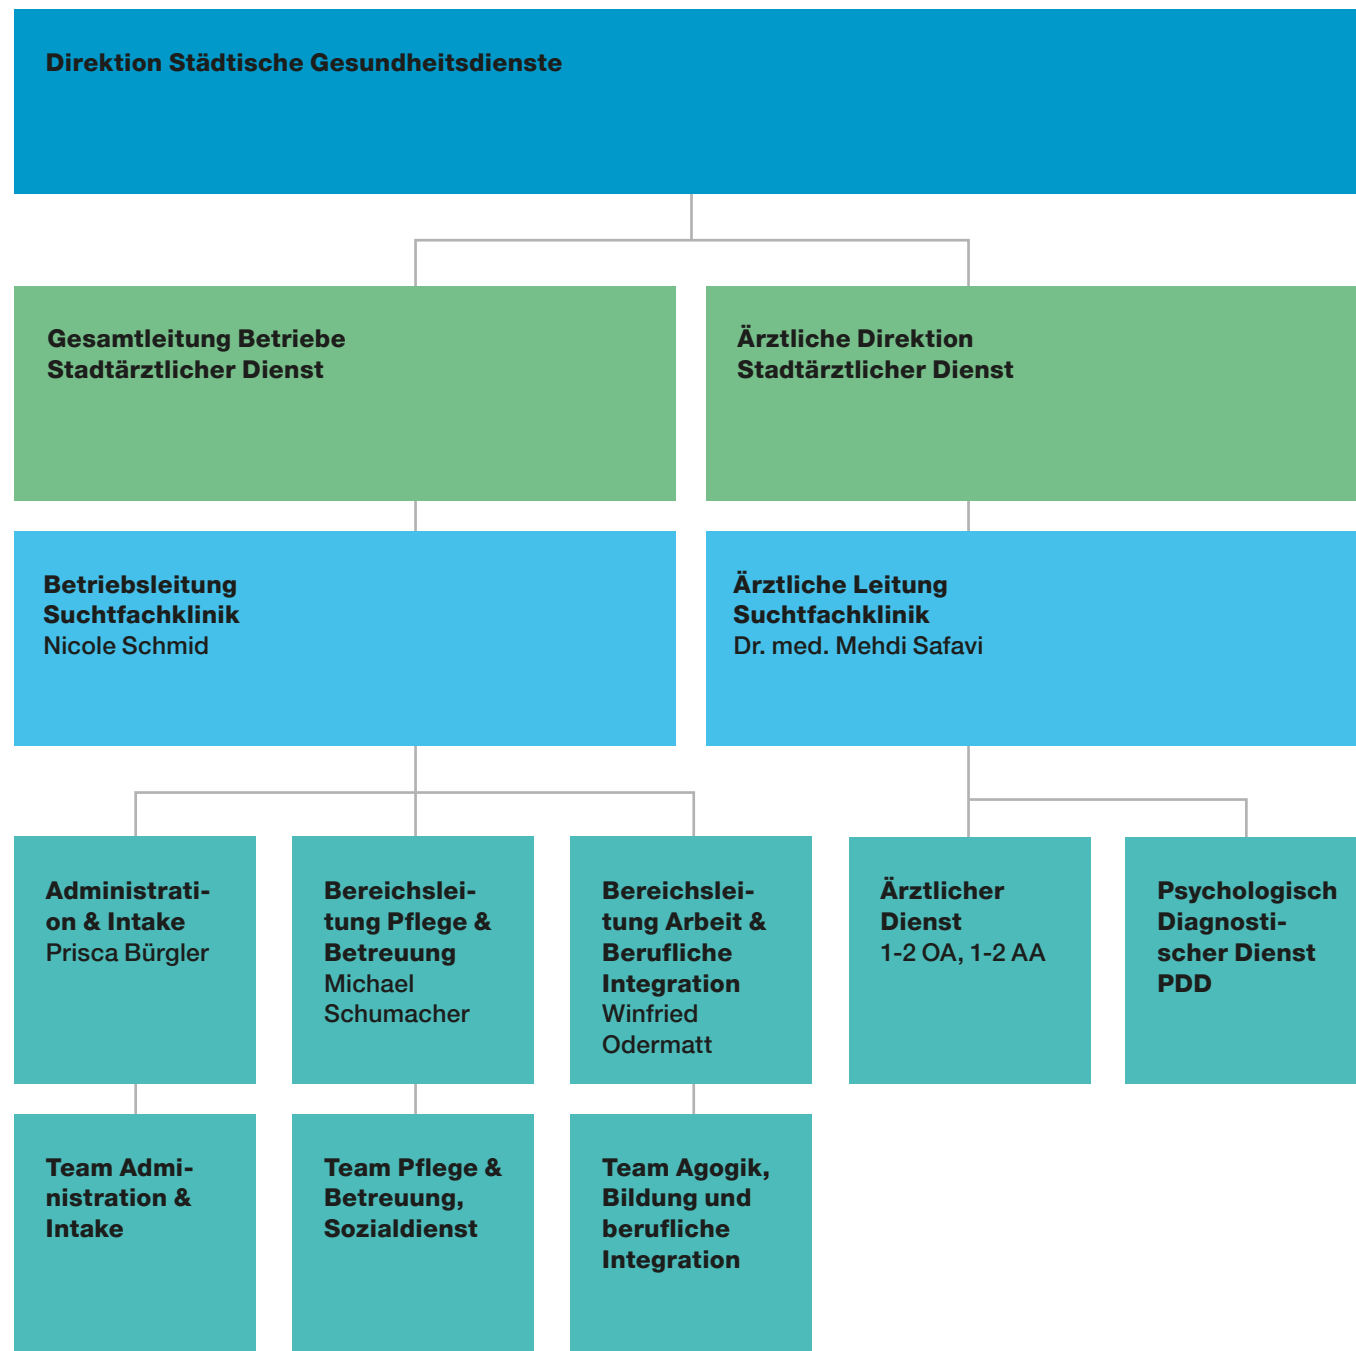 Direktion Städtische Gesundheitsdienste
Gesamtleitung Betriebe
Stadtärztlicher Dienst
Ärztliche Direktion
Stadtärztlicher Dienst
Betriebsleitung
Suchtfachklinik
Nicole Schmid
Ärztliche Leitung
Suchtfachklinik
Dr. med. Mehdi Safavi
Administrati-
on & Intake
Prisca Bürgler
Bereichslei-
tung Pflege &
Betreuung
Michael
Schumacher
Bereichslei-
tung Arbeit &
Berufliche
Integration
Winfried
Odermatt
Ärztlicher
Dienst
1-2 OA, 1-2 AA
Psychologisch
Diagnosti-
scher Dienst
PDD
Team Admi-
nistration &
Intake
Team Pflege &
Betreuung,
Sozialdienst
Team Agogik,
Bildung und
berufliche
Integration